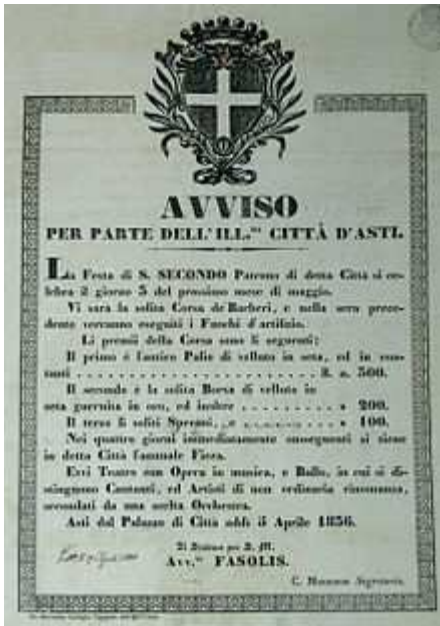 AVVISO
PER PARTE DELL'ILL.MA CITTÀ D'ASTI.
La Festa di S. SECONDO Patrono di detta Città si ce-
lebra il giorno 3 del prossimo mese di maggio.
Vi sarà la solita Corsa de' Barberi, e nella sera prece-
dente verranno eseguiti i Fuochi d'artifizio.
Li premii della Corsa sono li seguenti:
Il primo è l'antico Palio di velluto in seta, ed in con-
tanti . . . . . . . . . . . . . . . . . . . . . . . . . . . . . 500.
Il secondo è la solita Borsa di velluto in
seta guernita in oro, ed inoltre . . . . . . . . . . » 200.
Il terzo li soliti Speroni, e . . . . . . . . . . . . » 100.
Nei quattro giorni immediatamente susseguenti si tiene
in detta Città l'annuale Fiera.
Evvi Teatro con Opera in musica, e Ballo, in cui si di-
stinguono Cantanti, ed Artisti di non ordinaria rinomanza,
secondati da una scelta Orchestra.
Asti dal Palazzo di Città addì Aprile 1836.
Il Sindaco per S. M.
Avv. FASOLIS.
C. Segretario.